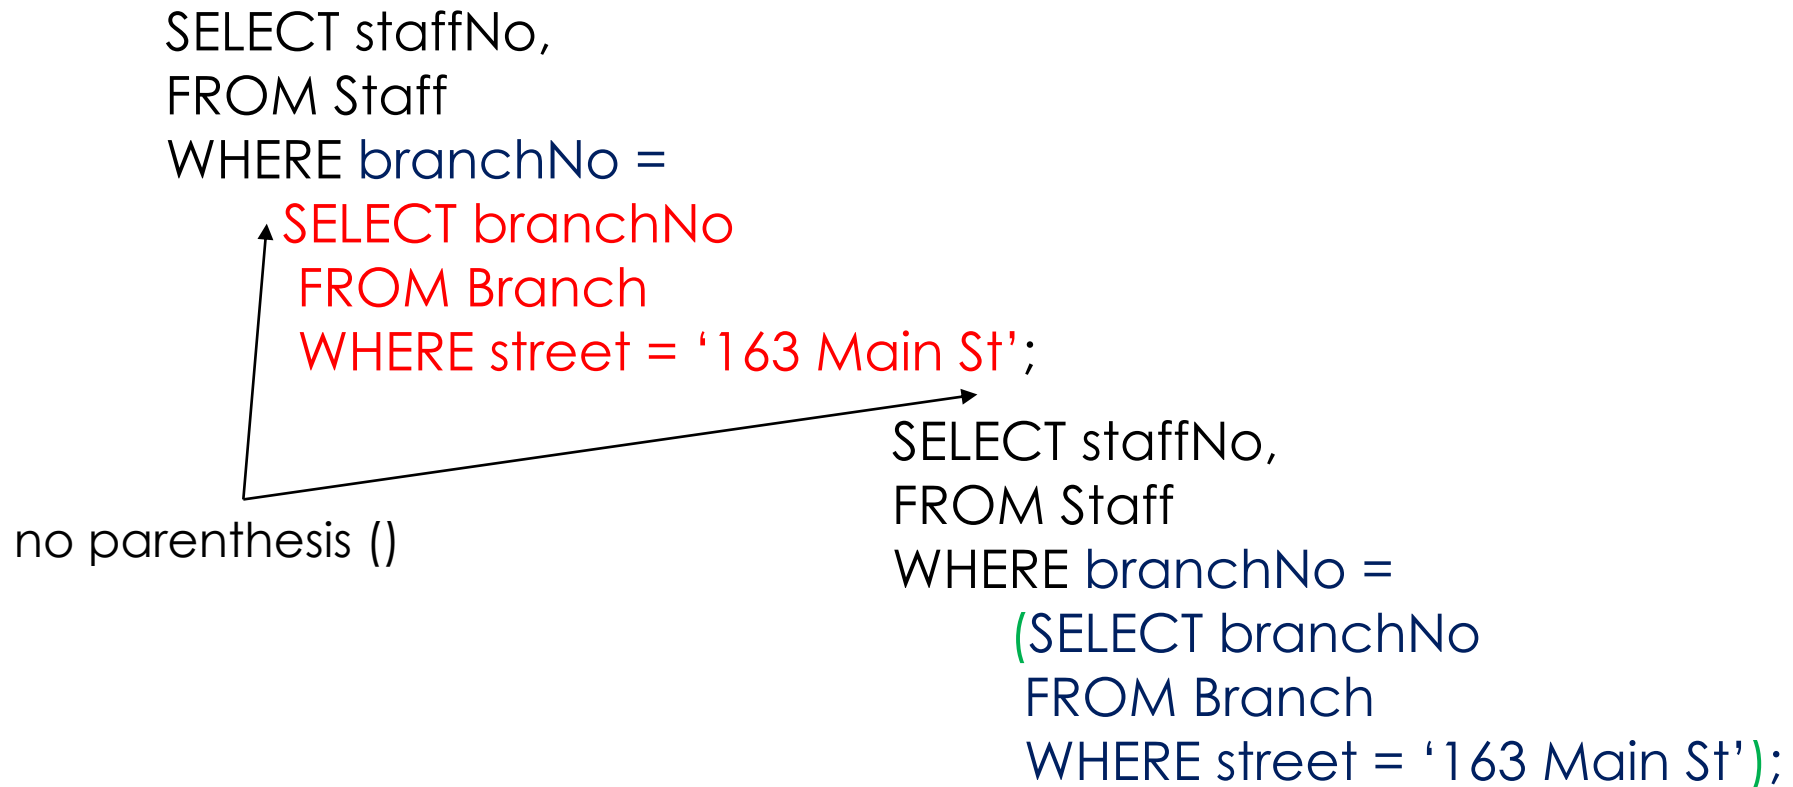 SELECT staffNo,
FROM Staff
WHERE branchNo =
SELECT branchNo
FROM Branch
WHERE street = ‘163 Main St’;
no parenthesis ()
SELECT staffNo,
FROM Staff
WHERE branchNo =
(SELECT branchNo
FROM Branch
WHERE street = ‘163 Main St’);